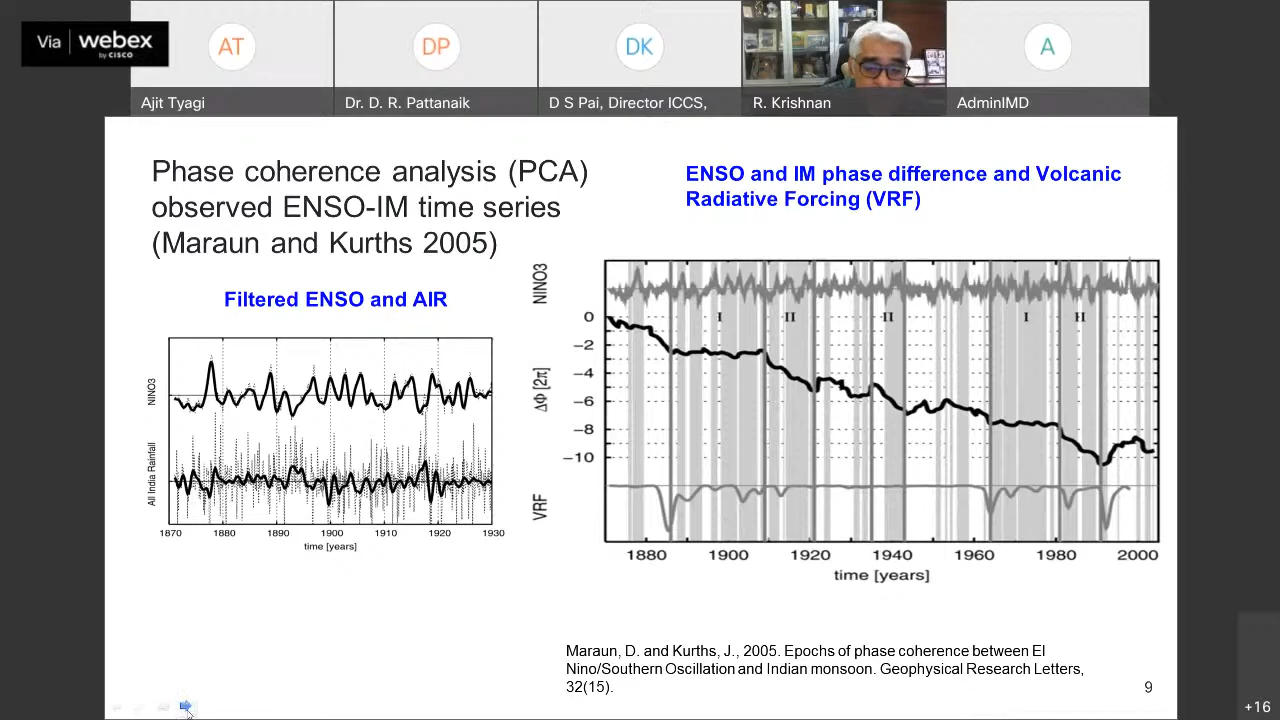 Via webex
by CISCO
AT
DP
DK
A
Ajit Tyagi
Dr. D. R. Pattanaik
D S Pai, Director ICCS,
R. Krishnan
AdminIMD
Phase coherence analysis (PCA)
observed ENSO-IM time series
(Maraun and Kurths 2005)
ENSO and IM phase difference and Volcanic
Radiative Forcing (VRF)
Filtered ENSO and AIR
NINO3
All India Rainfall
1870 1880 1890 1900 1910 1920 1930
time [years]
NINO3
I II II I II
0
−2
−4
−6
−8
−10
ΔΦ [2π]
VRF
1880 1900 1920 1940 1960 1980 2000
time [years]
Maraun, D. and Kurths, J., 2005. Epochs of phase coherence between El
Nino/Southern Oscillation and Indian monsoon. Geophysical Research Letters,
32(15).
9
+16